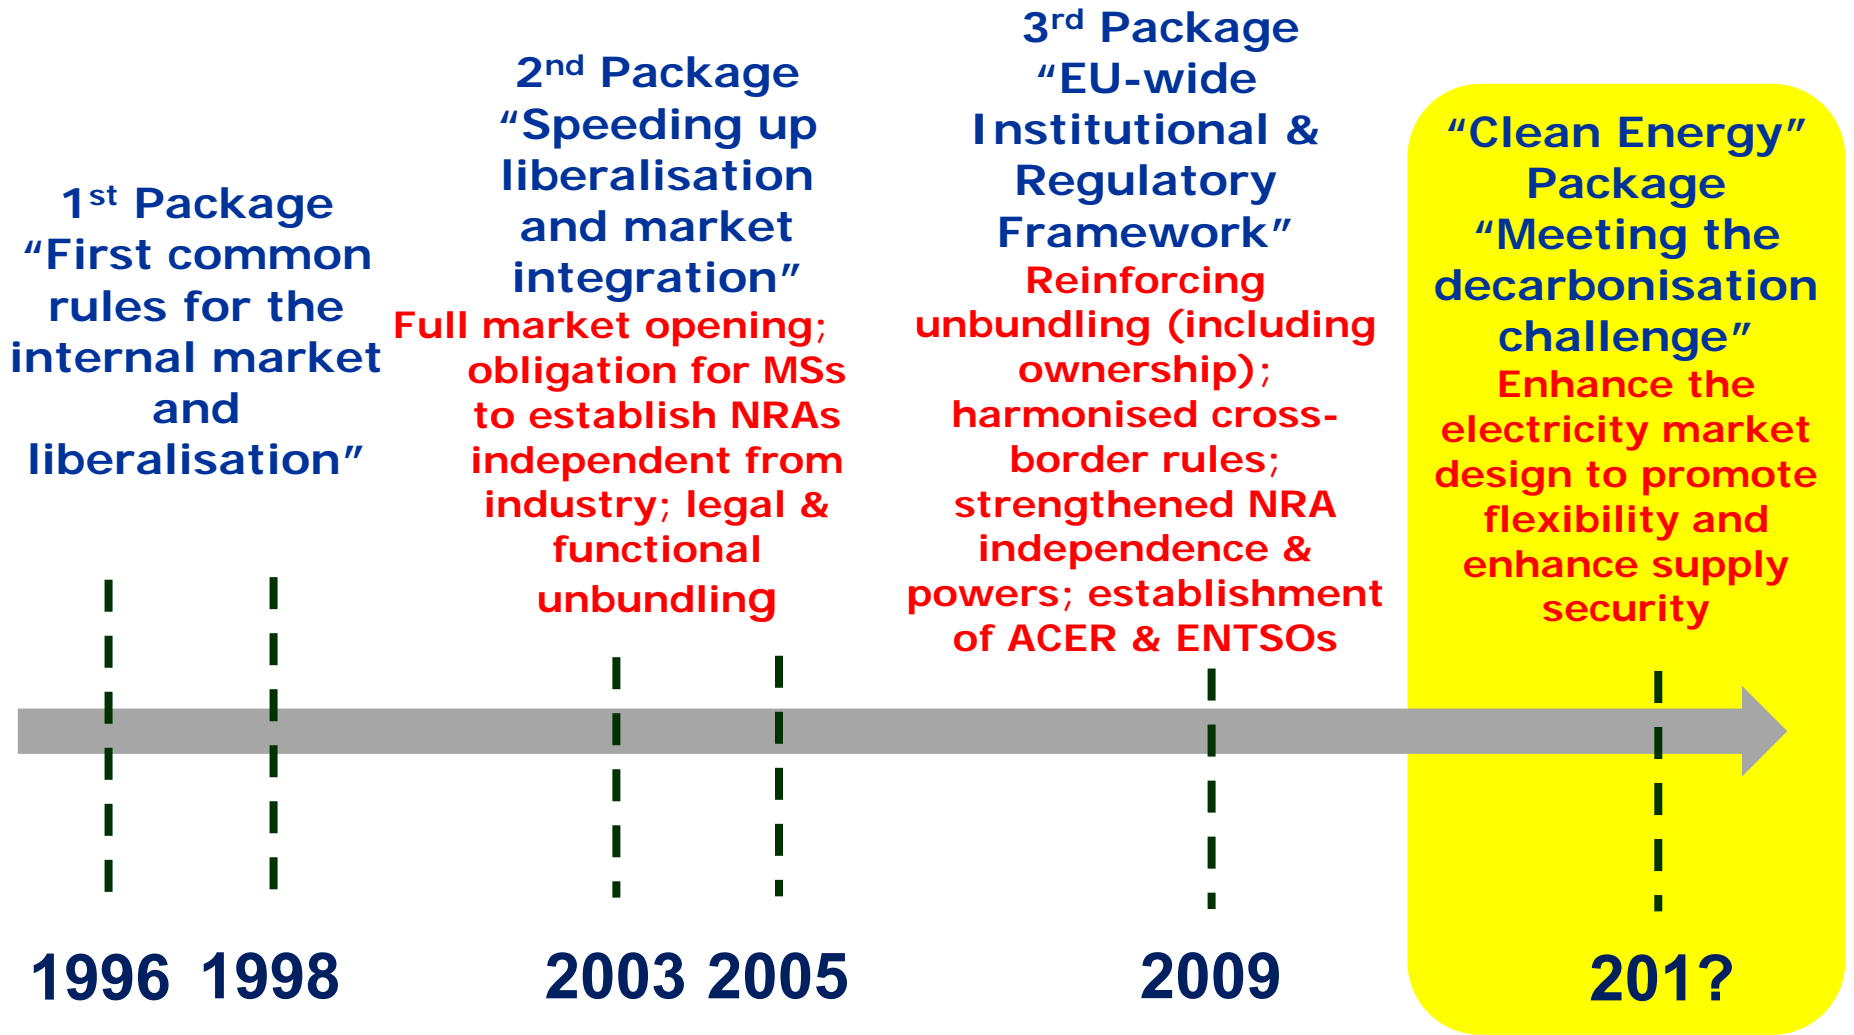 1st Package
“First common
rules for the
internal market
and
liberalisation”
2nd Package
“Speeding up
liberalisation
and market
integration”
Full market opening;
obligation for MSs
to establish NRAs
independent from
industry; legal &
functional
unbundling
3rd Package
“EU-wide
Institutional &
Regulatory
Framework”
Reinforcing
unbundling (including
ownership);
harmonised cross-
border rules;
strengthened NRA
independence &
powers; establishment
of ACER & ENTSOs
“Clean Energy”
Package
“Meeting the
decarbonisation
challenge”
Enhance the
electricity market
design to promote
flexibility and
enhance supply
security
1996 1998 2003 2005 2009 201?